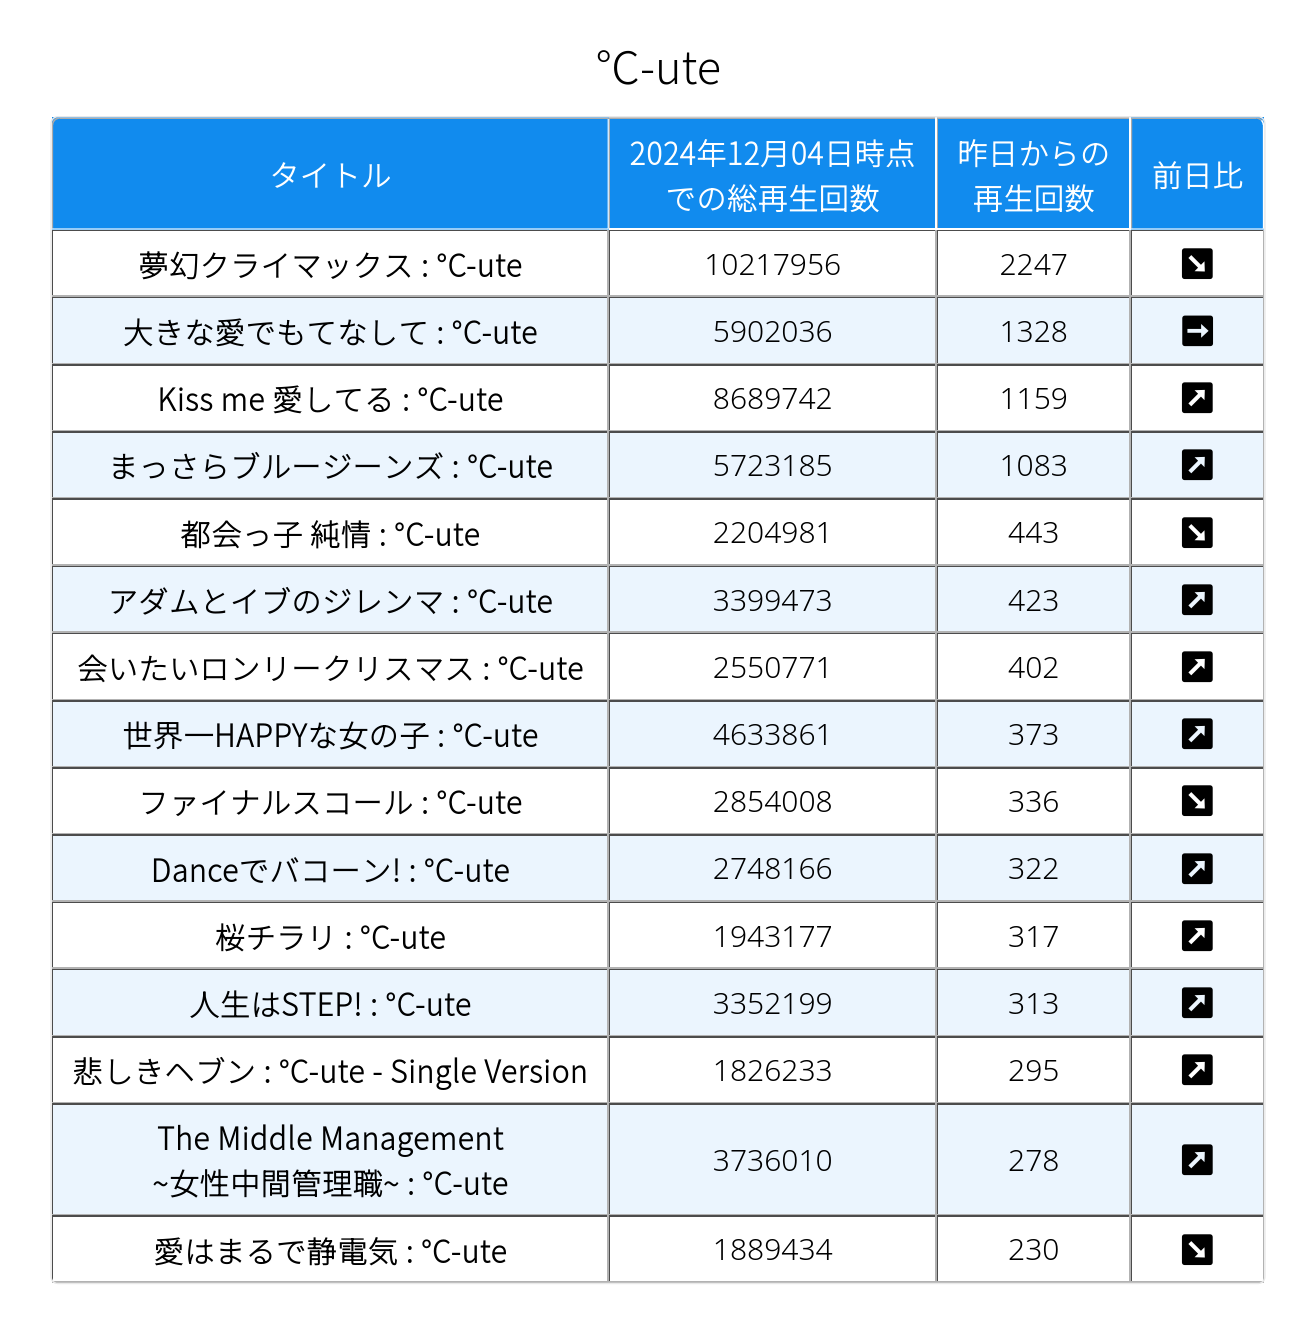 ℃-ute
タイトル
2024年12月04日時点
での総再生回数
昨日からの
再生回数
前日比
夢幻クライマックス : ℃-ute 10217956 2247
大きな愛でもてなして : ℃-ute 5902036 1328
Kiss me 愛してる : ℃-ute 8689742 1159
まっさらブルージーンズ : ℃-ute 5723185 1083
都会っ子 純情 : ℃-ute 2204981 443
アダムとイブのジレンマ : ℃-ute 3399473 423
会いたいロンリークリスマス : ℃-ute 2550771 402
世界一HAPPYな女の子 : ℃-ute 4633861 373
ファイナルスコール : ℃-ute 2854008 336
Danceでバコーン! : ℃-ute 2748166 322
桜チラリ : ℃-ute 1943177 317
人生はSTEP! : ℃-ute 3352199 313
悲しきヘブン : ℃-ute - Single Version 1826233 295
The Middle Management
~女性中間管理職~ : ℃-ute 3736010 278
愛はまるで静電気 : ℃-ute 1889434 230